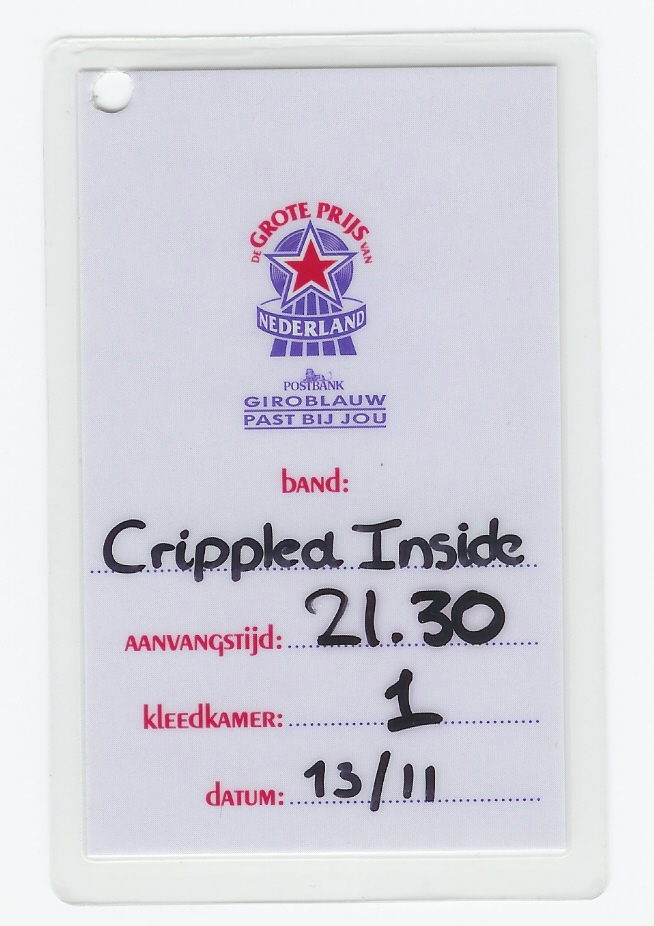 DE GROTE PRIJS VAN
NEDERLAND
POSTBANK
GIROBLAUW
PAST BIJ JOU
band:
Crippled Inside
AANVANGSTIJD: 21.30
KLEEDKAMER: 1
DATUM: 13/11